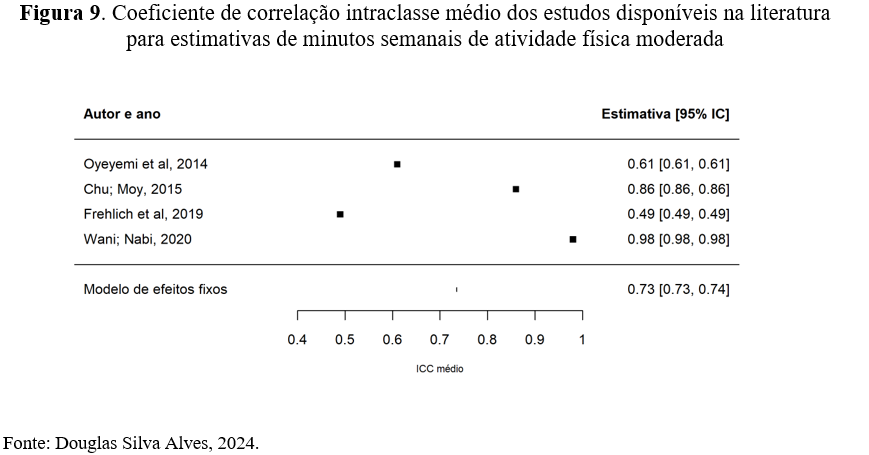 Figura 9. Coeficiente de correlação intraclasse médio dos estudos disponíveis na literatura
para estimativas de minutos semanais de atividade física moderada
Autor e ano Estimativa [95% IC]
Oyeyemi et al, 2014 0.61 [0.61, 0.61]
Chu; Moy, 2015 0.86 [0.86, 0.86]
Frehlich et al, 2019 0.49 [0.49, 0.49]
Wani; Nabi, 2020 0.98 [0.98, 0.98]
Modelo de efeitos fixos 0.73 [0.73, 0.74]
0.4 0.5 0.6 0.7 0.8 0.9 1
ICC médio
Fonte: Douglas Silva Alves, 2024.